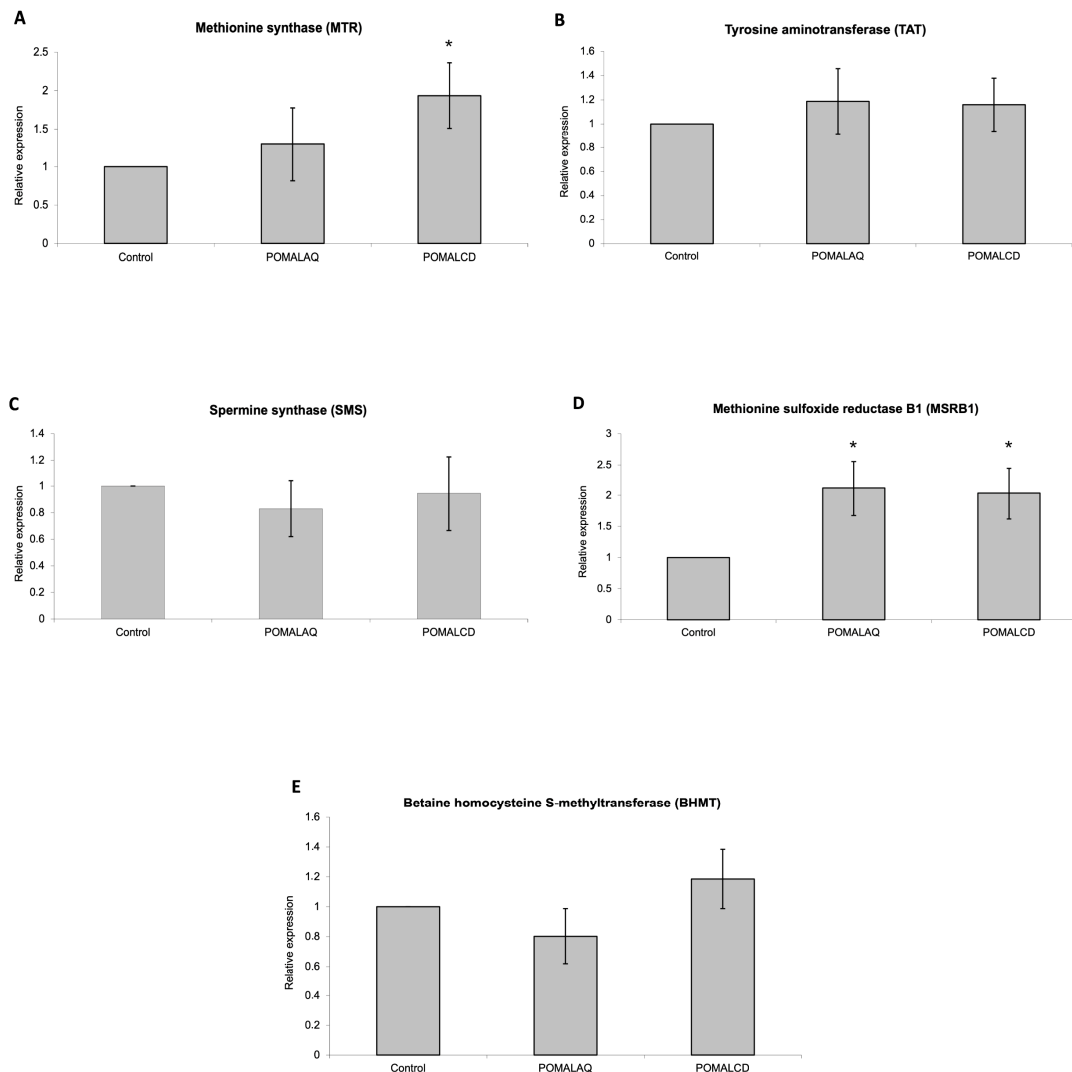 A
Methionine synthase (MTR)
*
2.5
2
1.5
1
0.5
0
Relative expression
Control POMALAQ POMALCD
B
Tyrosine aminotransferase (TAT)
1.6
1.4
1.2
1
0.8
0.6
0.4
0.2
0
Relative expression
Control POMALAQ POMALCD
C
Spermine synthase (SMS)
1.4
1.2
1
0.8
0.6
0.4
0.2
0
Relative expression
Control POMALAQ POMALCD
D
Methionine sulfoxide reductase B1 (MSRB1)
* *
3
2.5
2
1.5
1
0.5
0
Relative expression
Control POMALAQ POMALCD
E
Betaine homocysteine S-methyltransferase (BHMT)
1.6
1.4
1.2
1
0.8
0.6
0.4
0.2
0
Relative expression
Control POMALAQ POMALCD